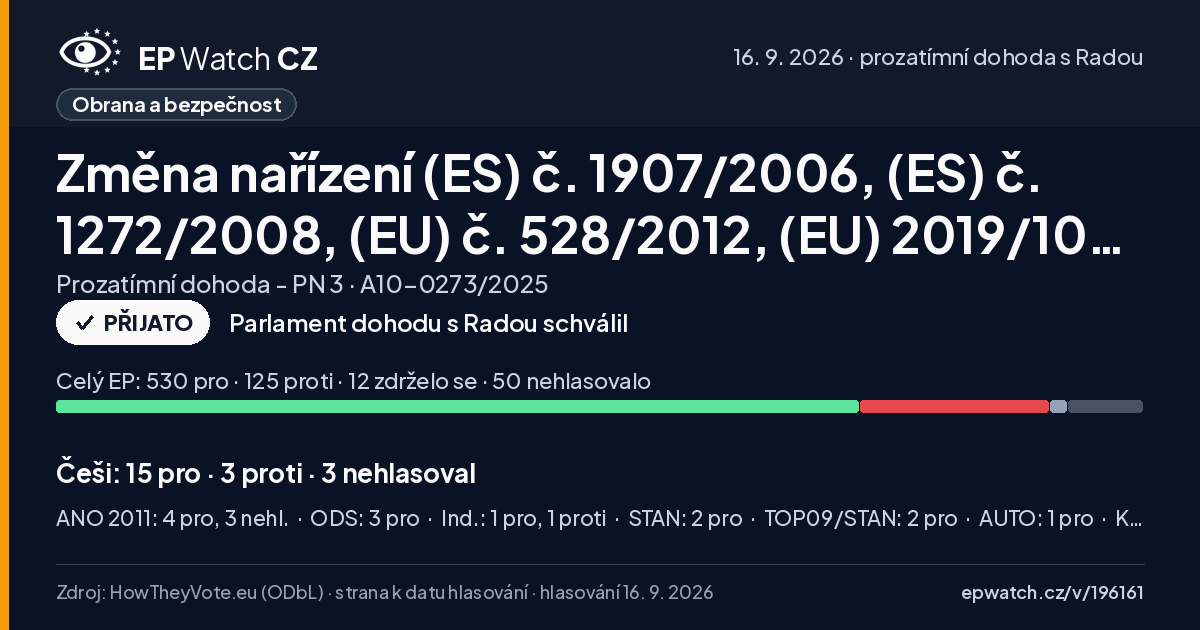 EP Watch CZ
16. 9. 2026 · prozatímní dohoda s Radou
Obrana a bezpečnost
Změna nařízení (ES) č. 1907/2006, (ES) č.
1272/2008, (EU) č. 528/2012, (EU) 2019/10…
Prozatímní dohoda - PN 3 · A10-0273/2025
✓ PŘIJATO Parlament dohodu s Radou schválil
Celý EP: 530 pro · 125 proti · 12 zdrželo se · 50 nehlasovalo
Češi: 15 pro · 3 proti · 3 nehlasoval
ANO 2011: 4 pro, 3 nehl. · ODS: 3 pro · Ind.: 1 pro, 1 proti · STAN: 2 pro · TOP09/STAN: 2 pro · AUTO: 1 pro · K…
Zdroj: HowTheyVote.eu (ODbL) · strana k datu hlasování · hlasování 16. 9. 2026
epwatch.cz/v/196161